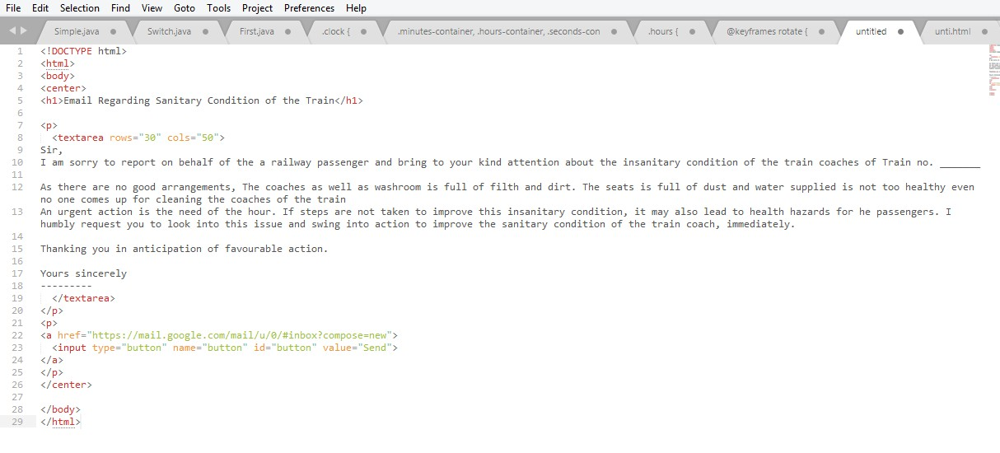 File Edit Selection Find View Goto Tools Project Preferences Help
Simple.java Switch.java First.java .clock { .minutes-container, .hours-container, .seconds-con .hours { @keyframes rotate { untitled unti.html
1 <!DOCTYPE html>
2 <html>
3 <body>
4 <center>
5 <h1>Email Regarding Sanitary Condition of the Train</h1>
6
7 <p>
8 <textarea rows="30" cols="50">
9 Sir,
10 I am sorry to report on behalf of the a railway passenger and bring to your kind attention about the insanitary condition of the train coaches of Train no. _______
11
12 As there are no good arrangements, The coaches as well as washroom is full of filth and dirt. The seats is full of dust and water supplied is not too healthy even
no one comes up for cleaning the coaches of the train
13 An urgent action is the need of the hour. If steps are not taken to improve this insanitary condition, it may also lead to health hazards for he passengers. I
humbly request you to look into this issue and swing into action to improve the sanitary condition of the train coach, immediately.
14
15 Thanking you in anticipation of favourable action.
16
17 Yours sincerely
18 ---------
19 </textarea>
20 </p>
21 <p>
22 <a href="https://mail.google.com/mail/u/0/#inbox?compose=new">
23 <input type="button" name="button" id="button" value="Send">
24 </a>
25 </p>
26 </center>
27
28 </body>
29 </html>